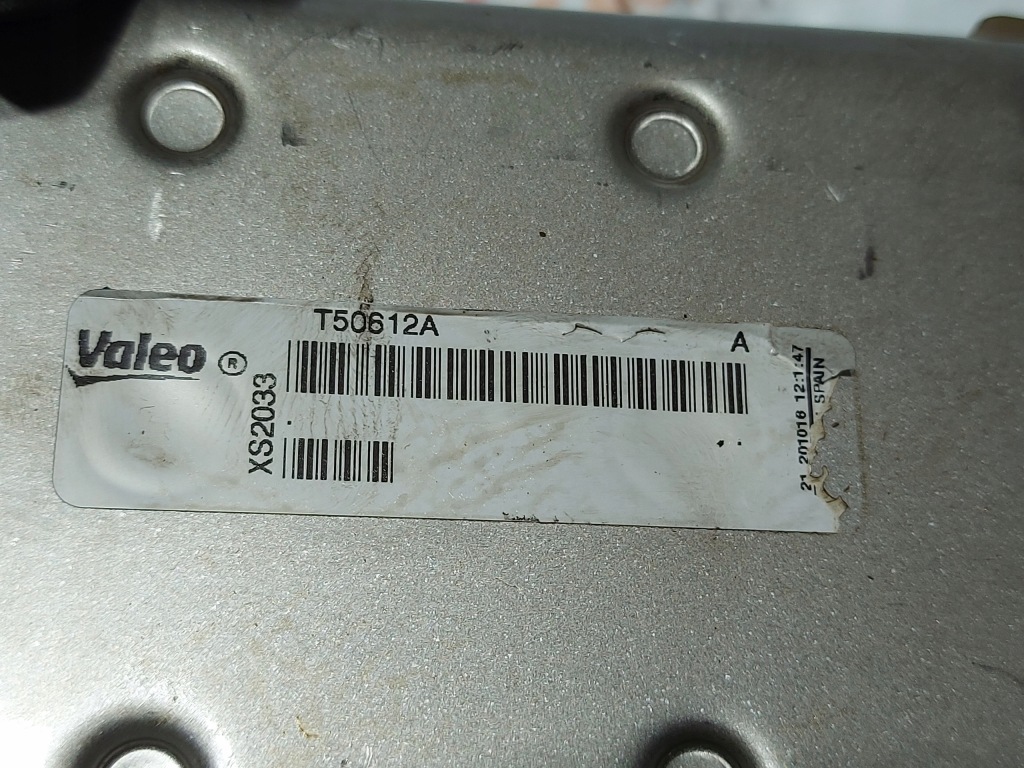 T50612A
A
Valeo ®
XS2033
21 201016 12:1:47
SPAIN